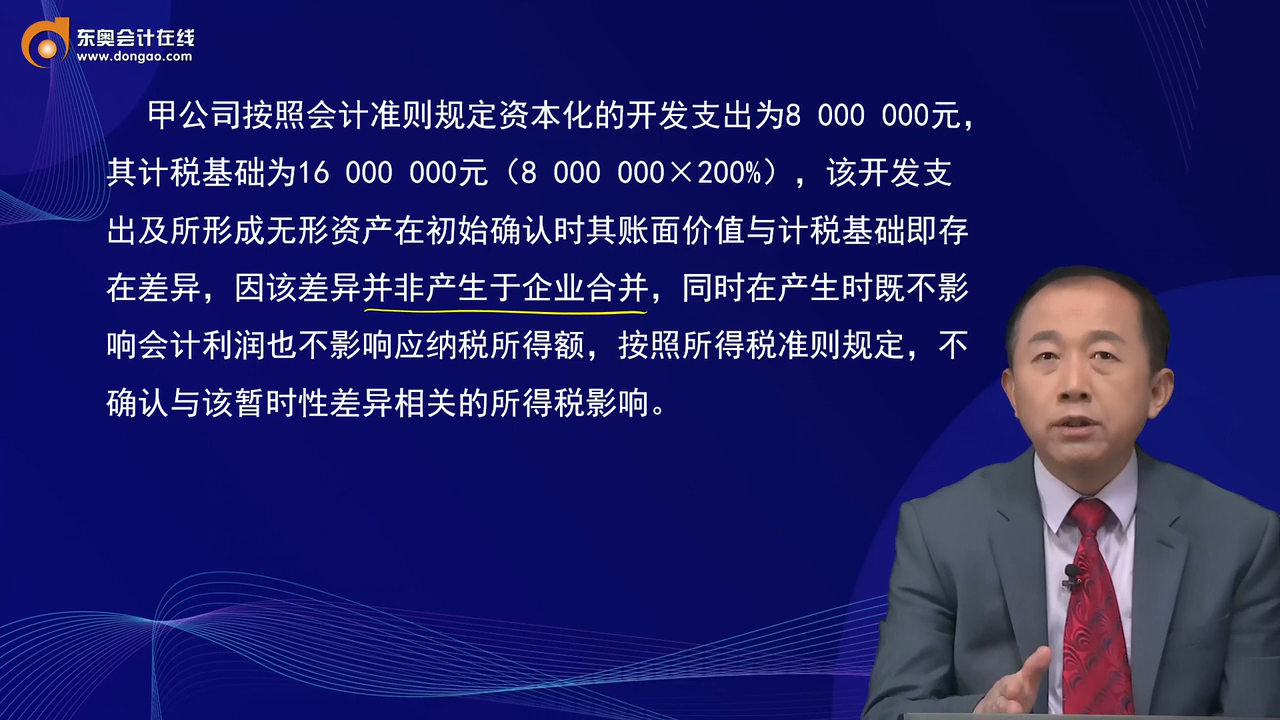 东奥会计在线
www.dongao.com
甲公司按照会计准则规定资本化的开发支出为8 000 000元，
其计税基础为16 000 000元（8 000 000×200%），该开发支
出及所形成无形资产在初始确认时其账面价值与计税基础即存
在差异，因该差异并非产生于企业合并，同时在产生时既不影
响会计利润也不影响应纳税所得额，按照所得税准则规定，不
确认与该暂时性差异相关的所得税影响。